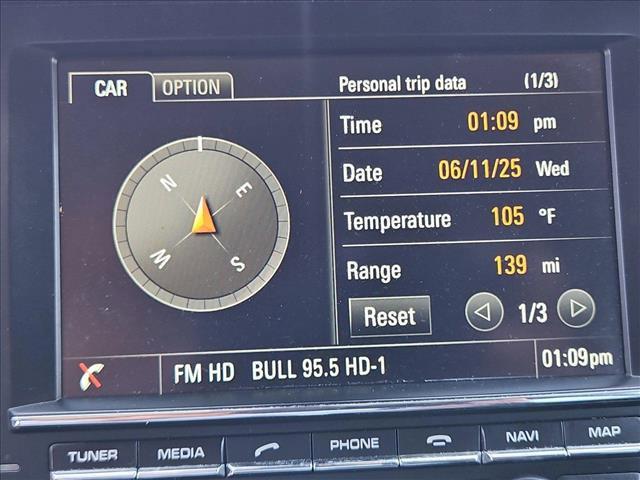 CAR OPTION Personal trip data (1/3)
Time 01:09 pm
Date 06/11/25 Wed
Temperature 105 °F
Range 139 mi
N E
W S
Reset 1/3
FM HD BULL 95.5 HD-1 01:09pm
TUNER MEDIA PHONE NAVI MAP